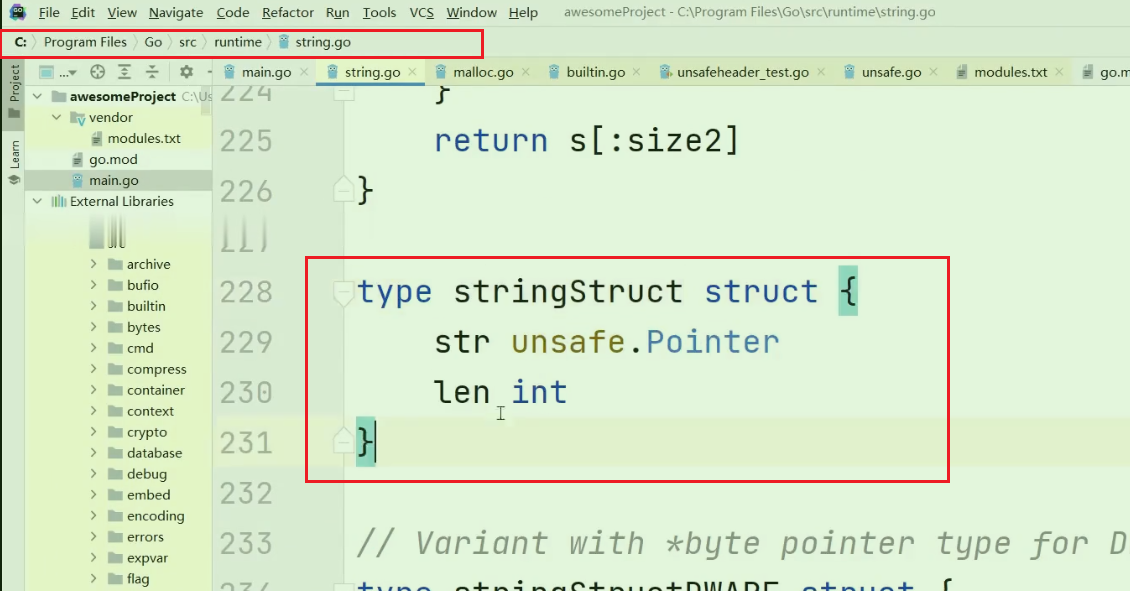 File Edit View Navigate Code Refactor Run Tools VCS Window Help awesomeProject - C:\Program Files\Go\src\runtime\string.go
C: Program Files Go src runtime string.go
Project
Learn
...
main.go string.go malloc.go builtin.go unsafeheader_test.go unsafe.go modules.txt go.m
awesomeProject C:\Us
vendor
modules.txt
go.mod
main.go
External Libraries
archive
bufio
builtin
bytes
cmd
compress
container
context
crypto
database
debug
embed
encoding
errors
expvar
flag
224 }
225 return s[:size2]
226 }
228 type stringStruct struct {
229 str unsafe.Pointer
230 len int
231 }
232
233 // Variant with *byte pointer type for D
234 type stringStructDWARF struct {